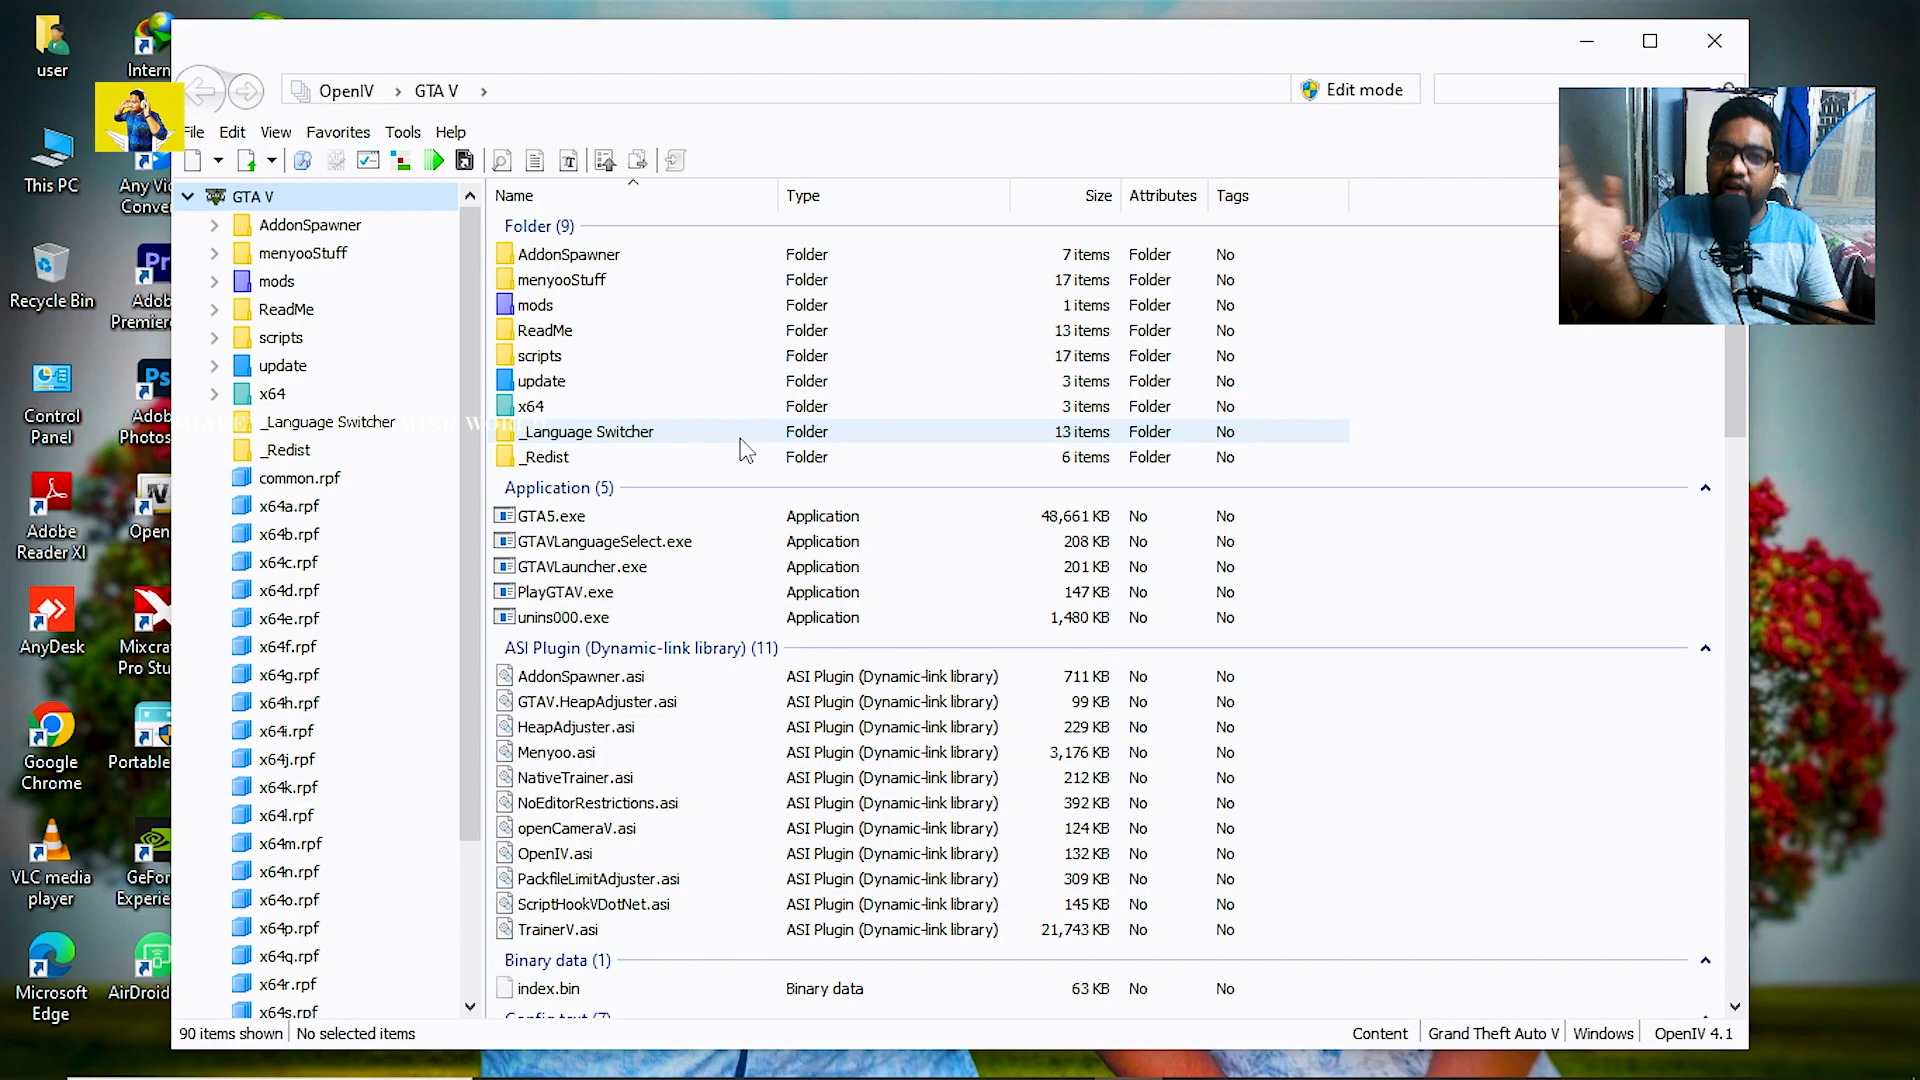 user
Intern
This PC
Any Vi
Conve
Recycle Bin
Adob
Premier
Control
Panel
Adob
Photos
Adobe
Reader XI
Open
AnyDesk
Mixcra
Pro Stu
Google
Chrome
Portable
VLC media
player
GeFor
Experie
Microsoft
Edge
AirDroid
OpenIV > GTA V >
Edit mode
File Edit View Favorites Tools Help
GTA V
AddonSpawner
menyooStuff
mods
ReadMe
scripts
update
x64
_Language Switcher
_Redist
common.rpf
x64a.rpf
x64b.rpf
x64c.rpf
x64d.rpf
x64e.rpf
x64f.rpf
x64g.rpf
x64h.rpf
x64i.rpf
x64j.rpf
x64k.rpf
x64l.rpf
x64m.rpf
x64n.rpf
x64o.rpf
x64p.rpf
x64q.rpf
x64r.rpf
x64s.rpf
Name Type Size Attributes Tags
Folder (9)
AddonSpawner Folder 7 items Folder No
menyooStuff Folder 17 items Folder No
mods Folder 1 items Folder No
ReadMe Folder 13 items Folder No
scripts Folder 17 items Folder No
update Folder 3 items Folder No
x64 Folder 3 items Folder No
_Language Switcher Folder 13 items Folder No
_Redist Folder 6 items Folder No
Application (5)
GTA5.exe Application 48,661 KB No No
GTAVLanguageSelect.exe Application 208 KB No No
GTAVLauncher.exe Application 201 KB No No
PlayGTAV.exe Application 147 KB No No
unins000.exe Application 1,480 KB No No
ASI Plugin (Dynamic-link library) (11)
AddonSpawner.asi ASI Plugin (Dynamic-link library) 711 KB No No
GTAV.HeapAdjuster.asi ASI Plugin (Dynamic-link library) 99 KB No No
HeapAdjuster.asi ASI Plugin (Dynamic-link library) 229 KB No No
Menyoo.asi ASI Plugin (Dynamic-link library) 3,176 KB No No
NativeTrainer.asi ASI Plugin (Dynamic-link library) 212 KB No No
NoEditorRestrictions.asi ASI Plugin (Dynamic-link library) 392 KB No No
openCameraV.asi ASI Plugin (Dynamic-link library) 124 KB No No
OpenIV.asi ASI Plugin (Dynamic-link library) 132 KB No No
PackfileLimitAdjuster.asi ASI Plugin (Dynamic-link library) 309 KB No No
ScriptHookVDotNet.asi ASI Plugin (Dynamic-link library) 145 KB No No
TrainerV.asi ASI Plugin (Dynamic-link library) 21,743 KB No No
Binary data (1)
index.bin Binary data 63 KB No No
Config text (7)
90 items shown No selected items
Content Grand Theft Auto V Windows OpenIV 4.1